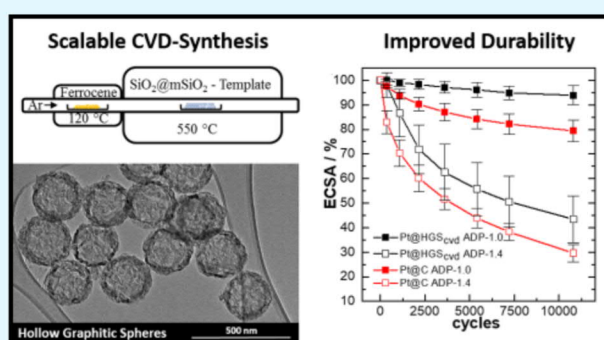 Scalable CVD-Synthesis
Ferrocene
Ar
120 °C
SiO2@mSiO2 - Template
550 °C
Hollow Graphitic Spheres
500 nm
Improved Durability
ECSA / %
100
90
80
70
60
50
40
30
20
10
Pt@HGScvd ADP-1.0
Pt@HGScvd ADP-1.4
Pt@C ADP-1.0
Pt@C ADP-1.4
0 2500 5000 7500 10000
cycles